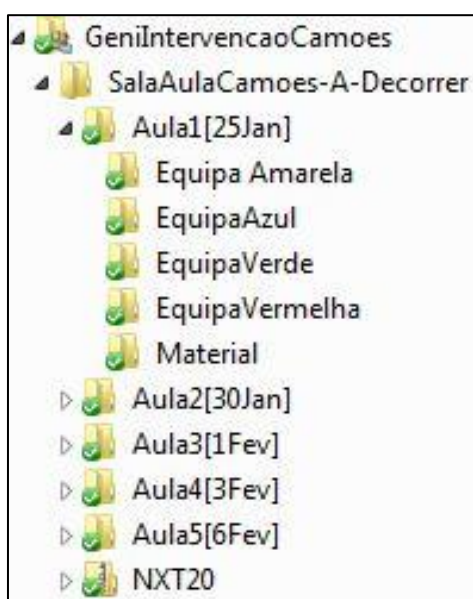 GeniIntervencaoCamoes
SalaAulaCamoes-A-Decorrer
Aula1[25Jan]
Equipa Amarela
EquipaAzul
EquipaVerde
EquipaVermelha
Material
Aula2[30Jan]
Aula3[1Fev]
Aula4[3Fev]
Aula5[6Fev]
NXT20